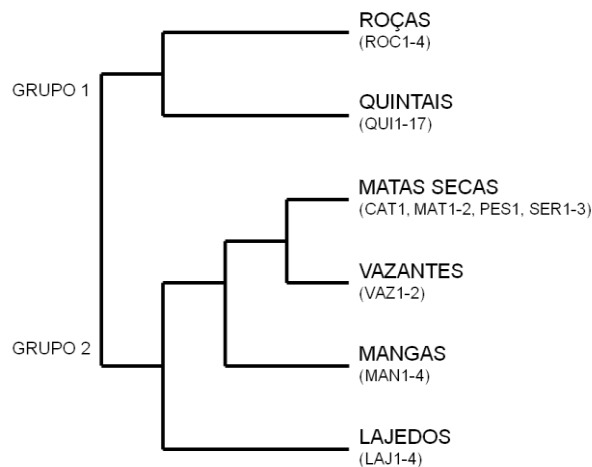 ROÇAS
(ROC1-4)
GRUPO 1
QUINTAIS
(QUI1-17)
MATAS SECAS
(CAT1, MAT1-2, PES1, SER1-3)
VAZANTES
(VAZ1-2)
GRUPO 2
MANGAS
(MAN1-4)
LAJEDOS
(LAJ1-4)